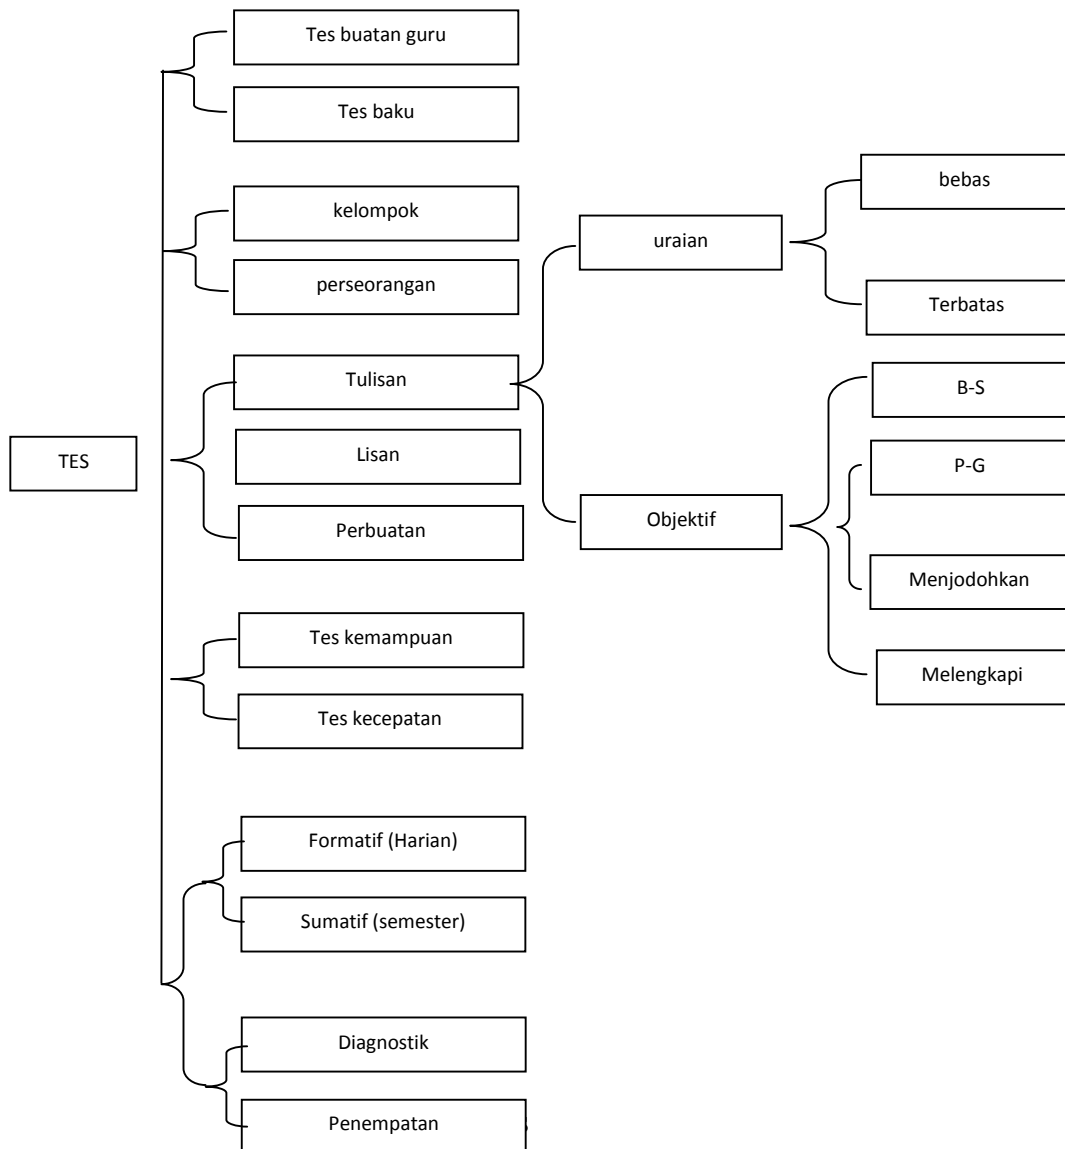 Tes buatan guru
Tes baku
kelompok
perseorangan
TES
Tulisan
Lisan
Perbuatan
Tes kemampuan
Tes kecepatan
Formatif (Harian)
Sumatif (semester)
Diagnostik
Penempatan
uraian
Objektif
bebas
Terbatas
B-S
P-G
Menjodohkan
Melengkapi